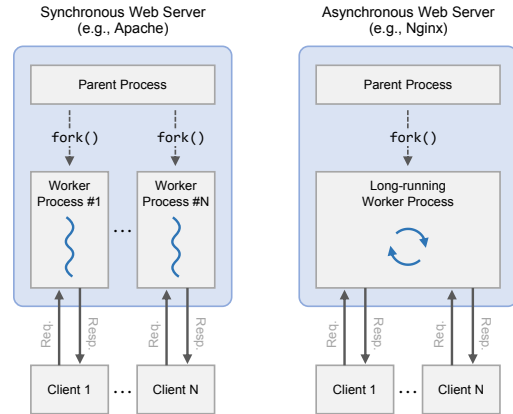 Synchronous Web Server
(e.g., Apache)
Parent Process
fork()
fork()
Worker
Process #1
...
Worker
Process #N
Req.
Resp.
Req.
Resp.
Client 1
...
Client N
Asynchronous Web Server
(e.g., Nginx)
Parent Process
fork()
Long-running
Worker Process
Req.
Resp.
Req.
Resp.
Client 1
...
Client N